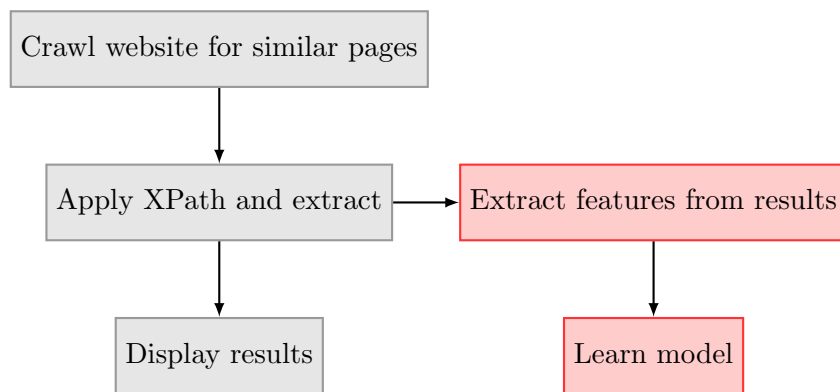 Crawl website for similar pages
Apply XPath and extract
Extract features from results
Display results
Learn model